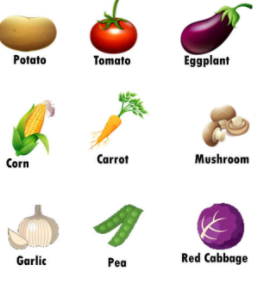 Potato
Tomato
Eggplant
Corn
Carrot
Mushroom
Garlic
Pea
Red Cabbage